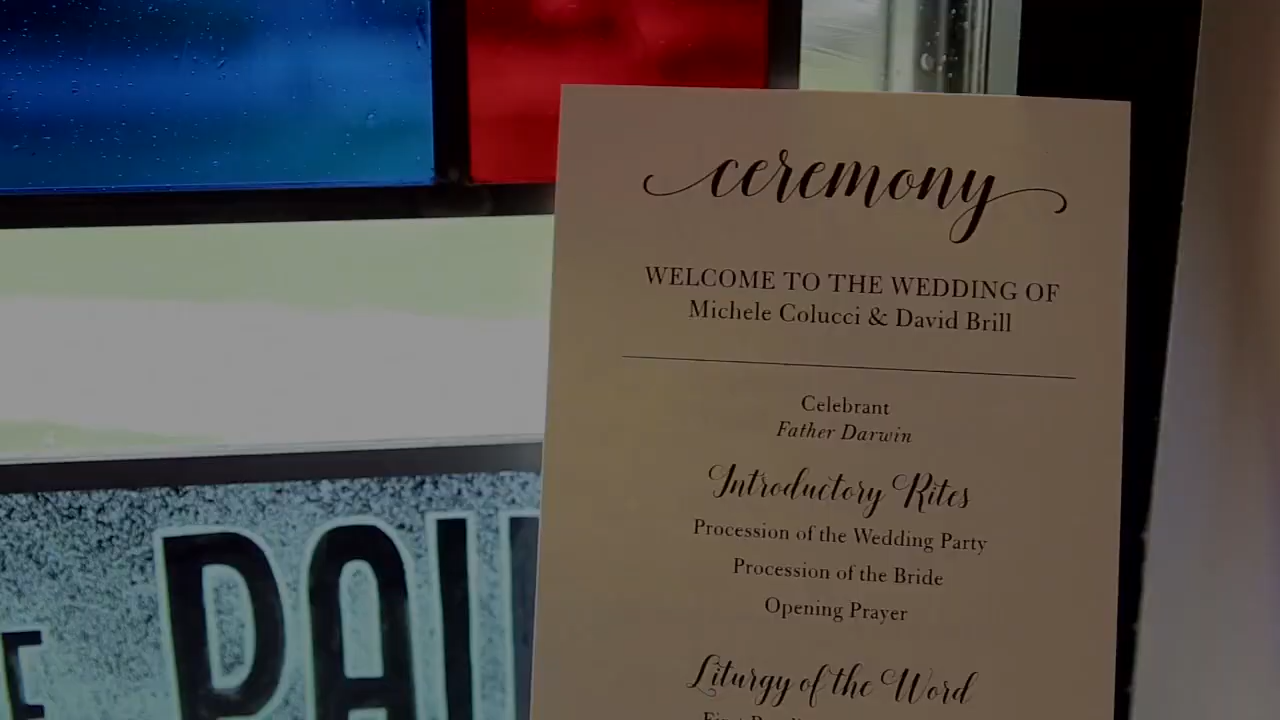 ceremony
WELCOME TO THE WEDDING OF
Michele Colucci & David Brill
Celebrant
Father Darwin
Introductory Rites
Procession of the Wedding Party
Procession of the Bride
Opening Prayer
Liturgy of the Word
First